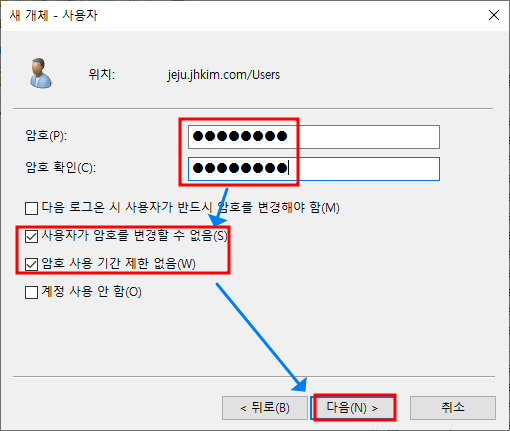 새 개체 - 사용자
위치: jeju.jhkim.com/Users
암호(P): ●●●●●●●●
암호 확인(C): ●●●●●●●●
다음 로그온 시 사용자가 반드시 암호를 변경해야 함(M)
사용자가 암호를 변경할 수 없음(S)
암호 사용 기간 제한 없음(W)
계정 사용 안 함(O)
< 뒤로(B) 다음(N) > 취소